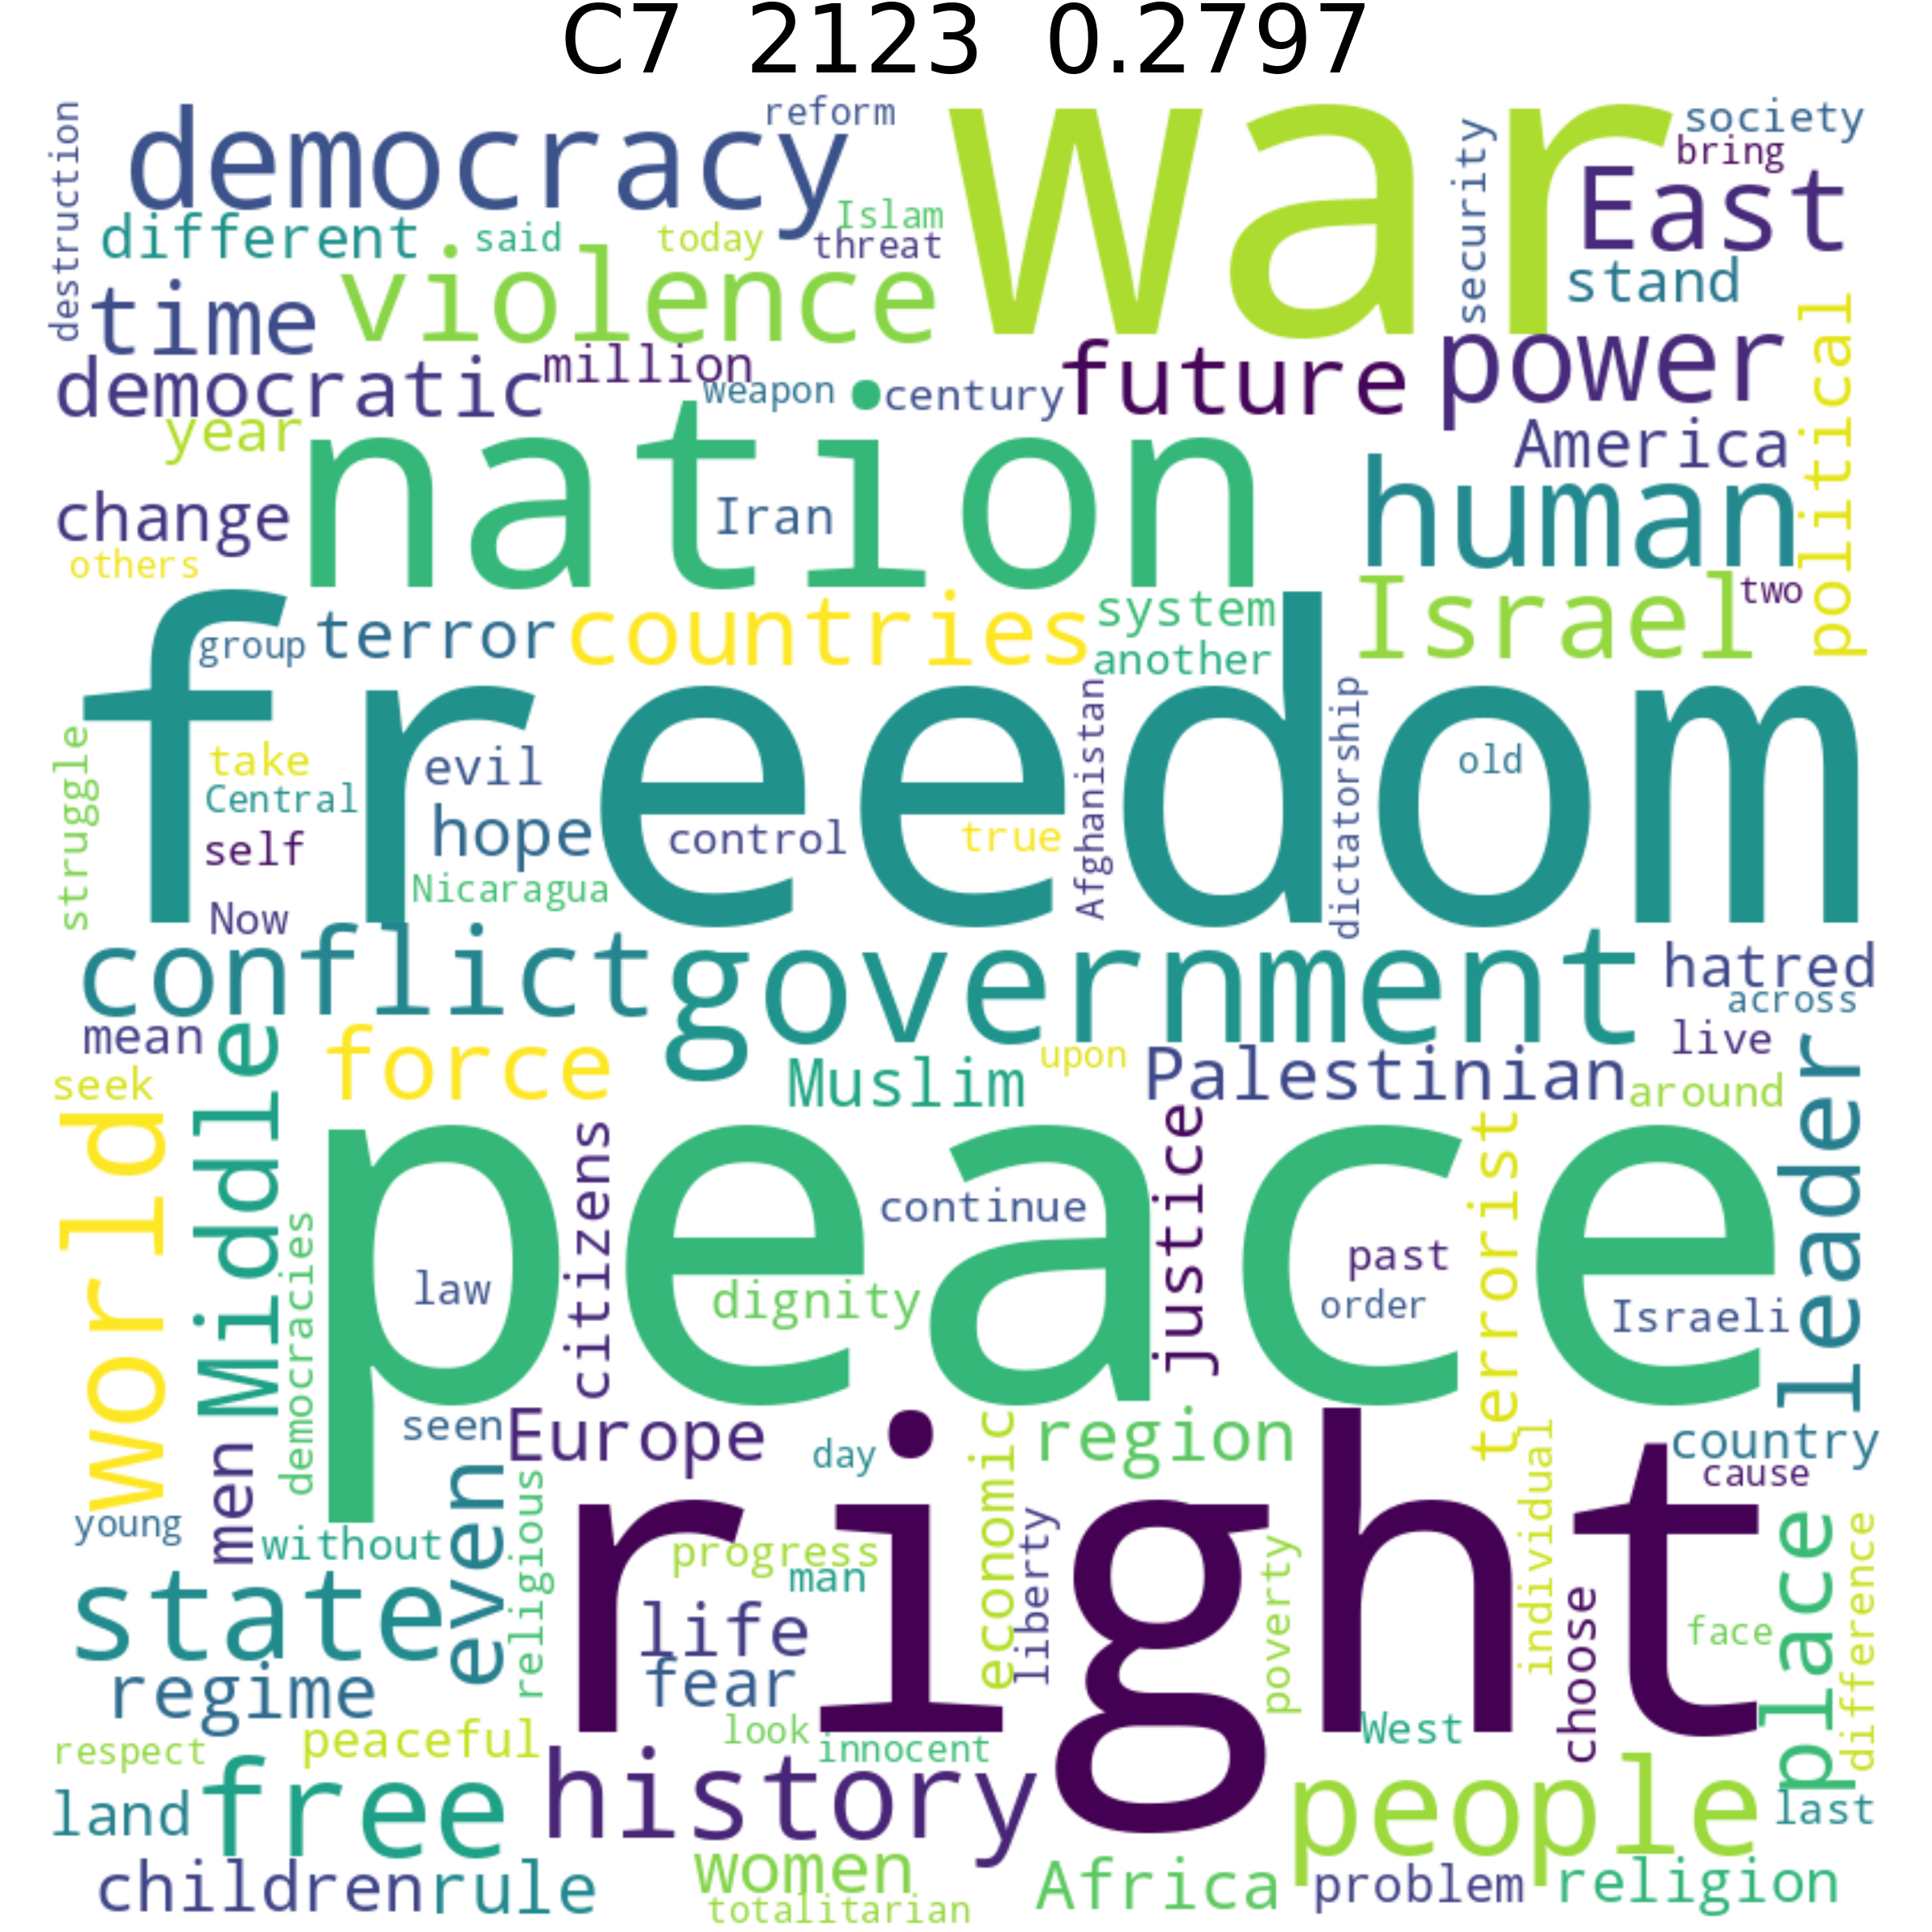 C7 2123 0.2797
reform
society
democracy
war
bring
destruction
security
East
different
said
today
Islam
threat
stand
time
violence
political
democratic
million
weapon
century
future
power
year
nation
America
change
Iran
human
others
two
group
terror
countries
system
another
Israel
freedom
struggle
take
Central
self
Now
evil
hope
Nicaragua
control
true
Afghanistan
dictatorship
old
conflict
government
hatred
across
mean
live
force
Muslim
upon
Palestinian
around
seek
world
Middle
leader
peace
citizens
continue
justice
terrorist
past
order
law
dignity
Israeli
democracies
seen
Europe
day
economic
region
country
cause
men
young
without
even
religious
right
progress
man
liberty
poverty
individual
choose
face
place
difference
state
life
fear
regime
peaceful
look
innocent
West
respect
land
free
history
people
last
children
rule
women
totalitarian
Africa
problem
religion